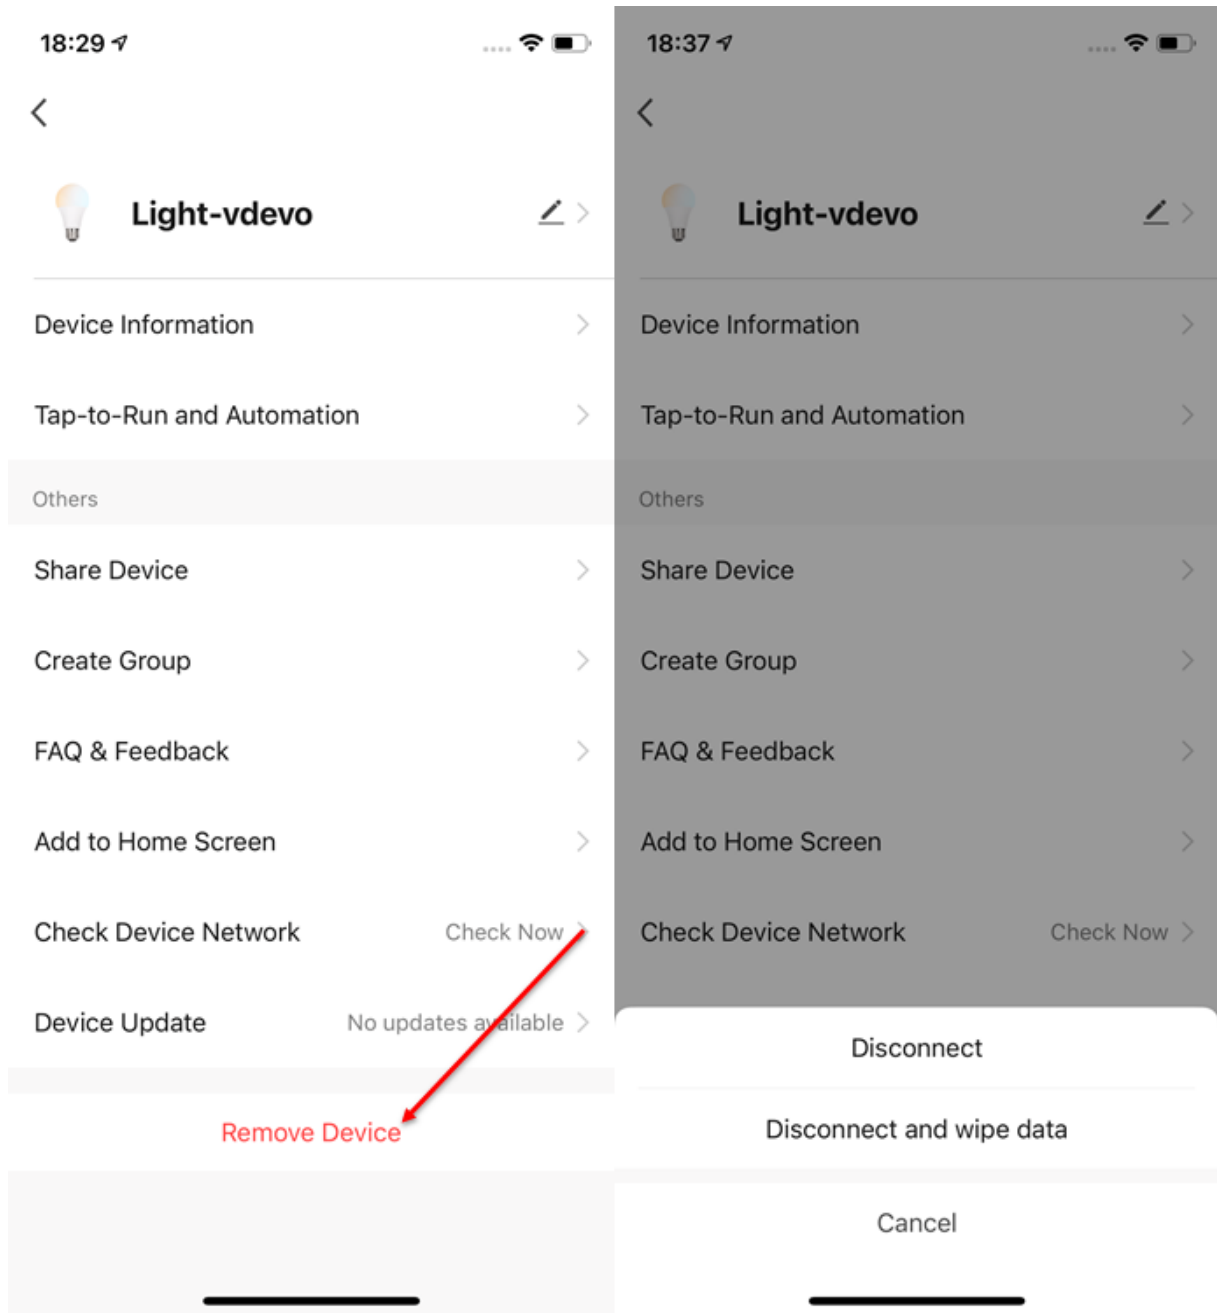 18:29
Light-vdevo
Device Information
Tap-to-Run and Automation
Others
Share Device
Create Group
FAQ & Feedback
Add to Home Screen
Check Device Network Check Now
Device Update No updates available
Remove Device
18:37
Light-vdevo
Device Information
Tap-to-Run and Automation
Others
Share Device
Create Group
FAQ & Feedback
Add to Home Screen
Check Device Network Check Now
Disconnect
Disconnect and wipe data
Cancel